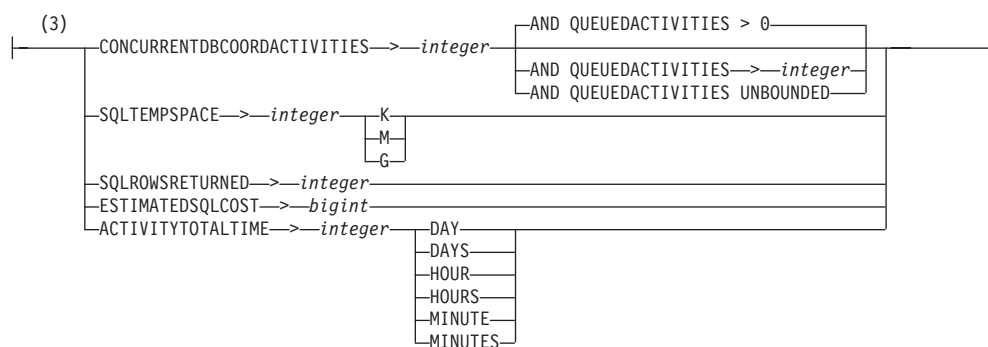 (3)
AND QUEUEDACTIVITIES > 0
CONCURRENTDBCOORDACTIVITIES > integer
AND QUEUEDACTIVITIES > integer
AND QUEUEDACTIVITIES UNBOUNDED
SQLTEMPSPACE > integer K
M
G
SQLROWSRETURNED > integer
ESTIMATEDSQLCOST > bigint
ACTIVITYTOTALTIME > integer DAY
DAYS
HOUR
HOURS
MINUTE
MINUTES